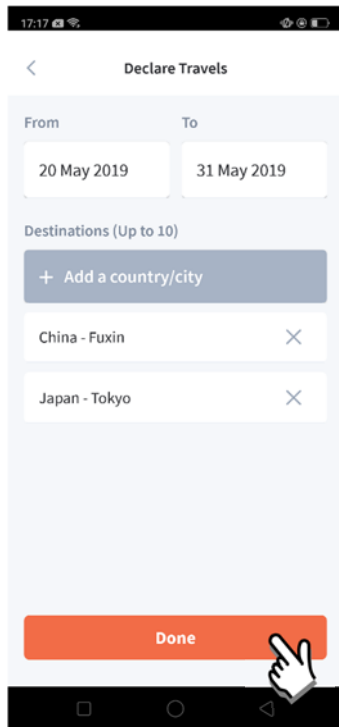 17:17
Declare Travels
From To
20 May 2019 31 May 2019
Destinations (Up to 10)
+ Add a country/city
China - Fuxin
Japan - Tokyo
Done